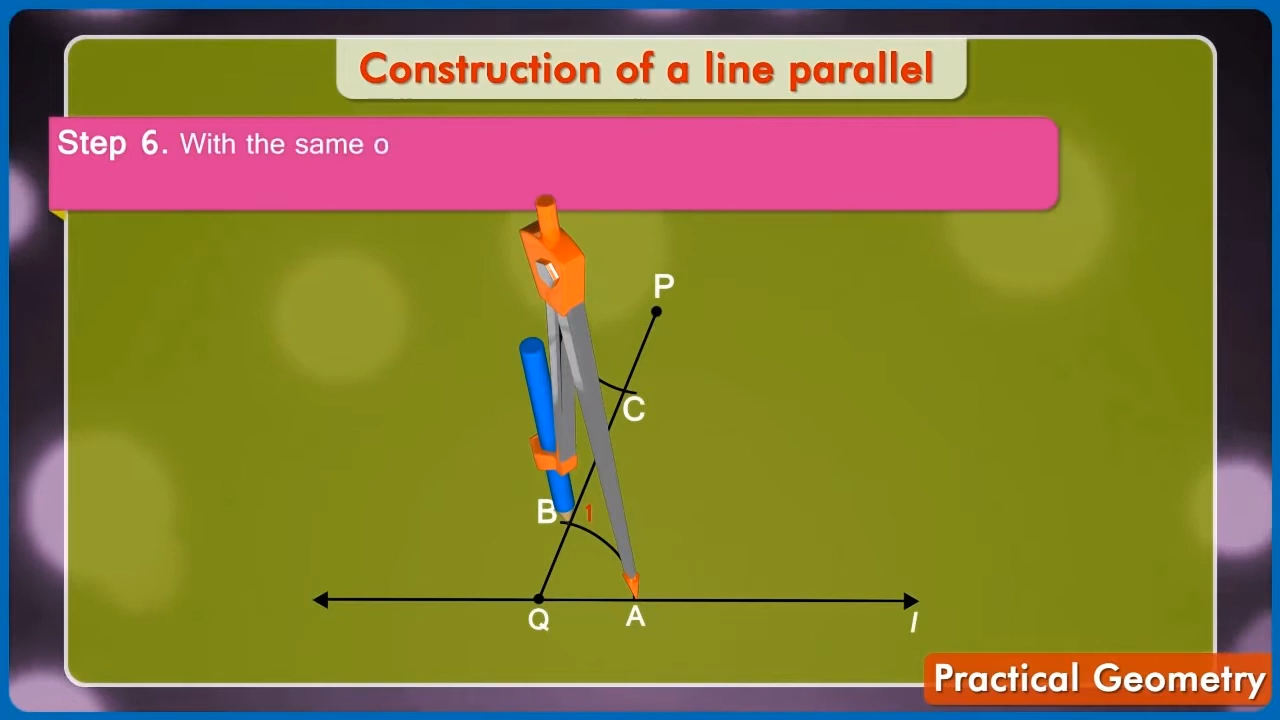 Construction of a line parallel
Step 6. With the same o
P
C
B 1
Q A l
Practical Geometry